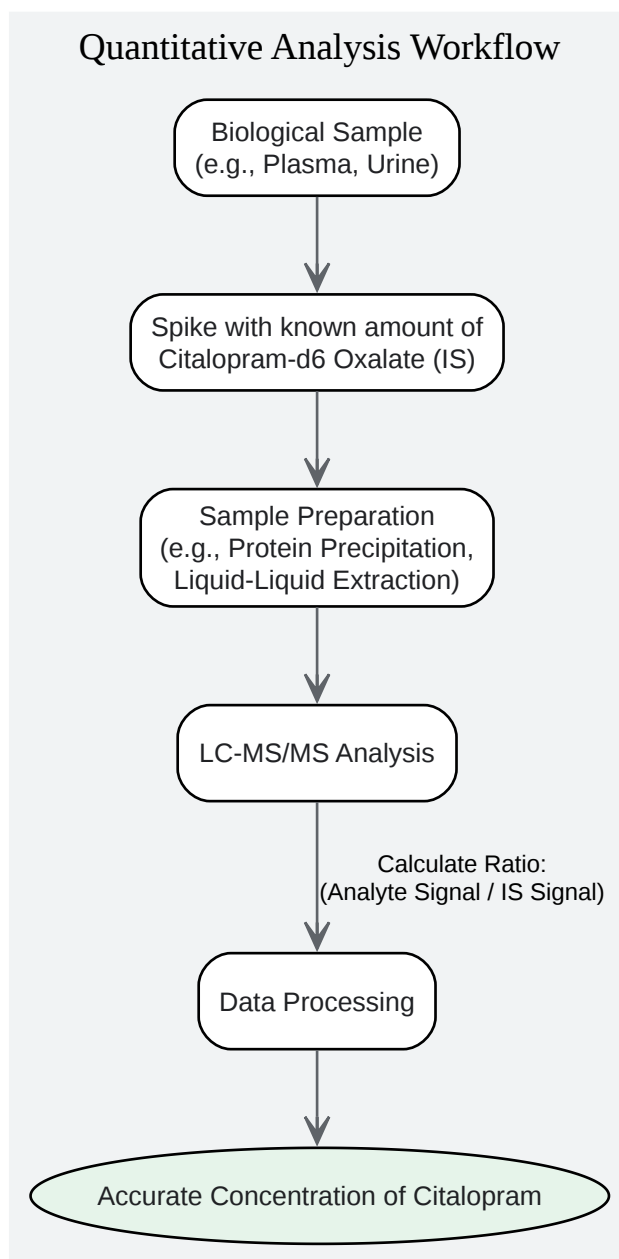 Quantitative Analysis Workflow
Biological Sample
(e.g., Plasma, Urine)
Spike with known amount of
Citalopram-d6 Oxalate (IS)
Sample Preparation
(e.g., Protein Precipitation,
Liquid-Liquid Extraction)
LC-MS/MS Analysis
Calculate Ratio:
(Analyte Signal / IS Signal)
Data Processing
Accurate Concentration of Citalopram